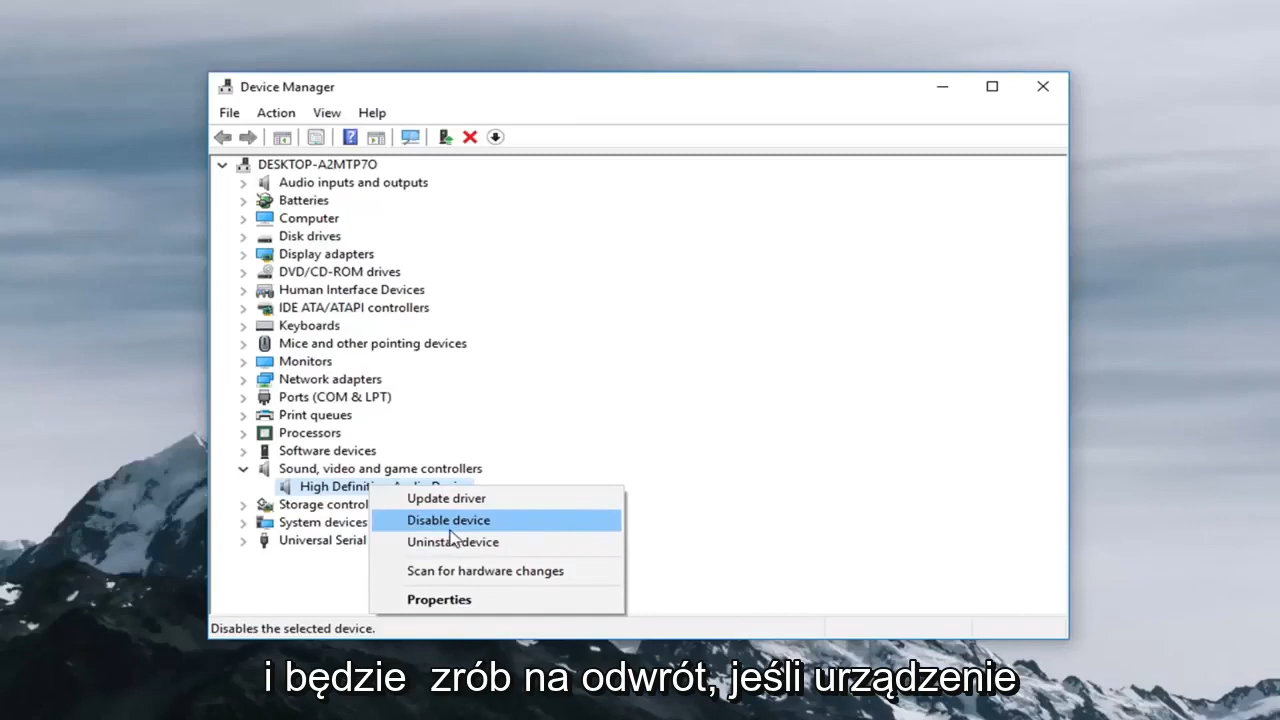 Device Manager
File Action View Help
DESKTOP-A2MTP7O
Audio inputs and outputs
Batteries
Computer
Disk drives
Display adapters
DVD/CD-ROM drives
Human Interface Devices
IDE ATA/ATAPI controllers
Keyboards
Mice and other pointing devices
Monitors
Network adapters
Ports (COM & LPT)
Print queues
Processors
Software devices
Sound, video and game controllers
High
Storage
System devices
Universal Serial
Update driver
Disable device
Uninstall device
Scan for hardware changes
Properties
Disables the selected device.
i będzie zrób na odwrót, jeśli urządzenie